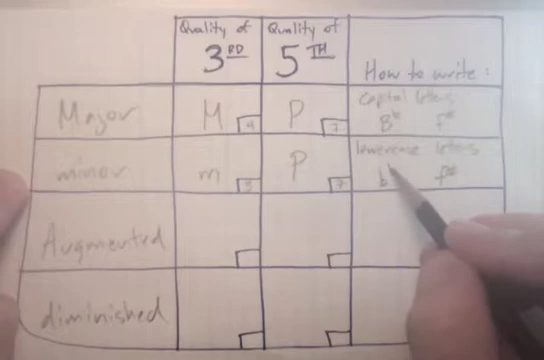 Quality of
3RD
Quality of
5TH
How to write:
Major
M
4
P
7
Capital letters
Bb F#
minor
m
3
P
7
lowercase letters
b f#
Augmented
diminished